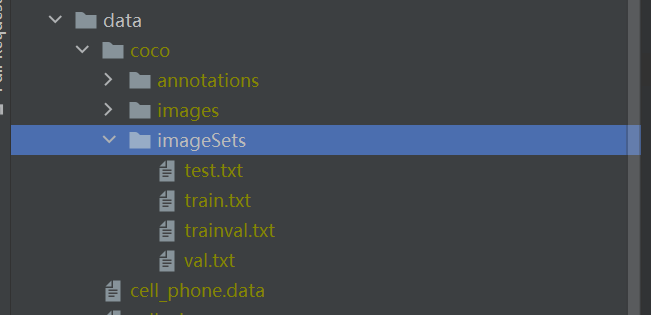 data
coco
annotations
images
imageSets
test.txt
train.txt
trainval.txt
val.txt
cell_phone.data